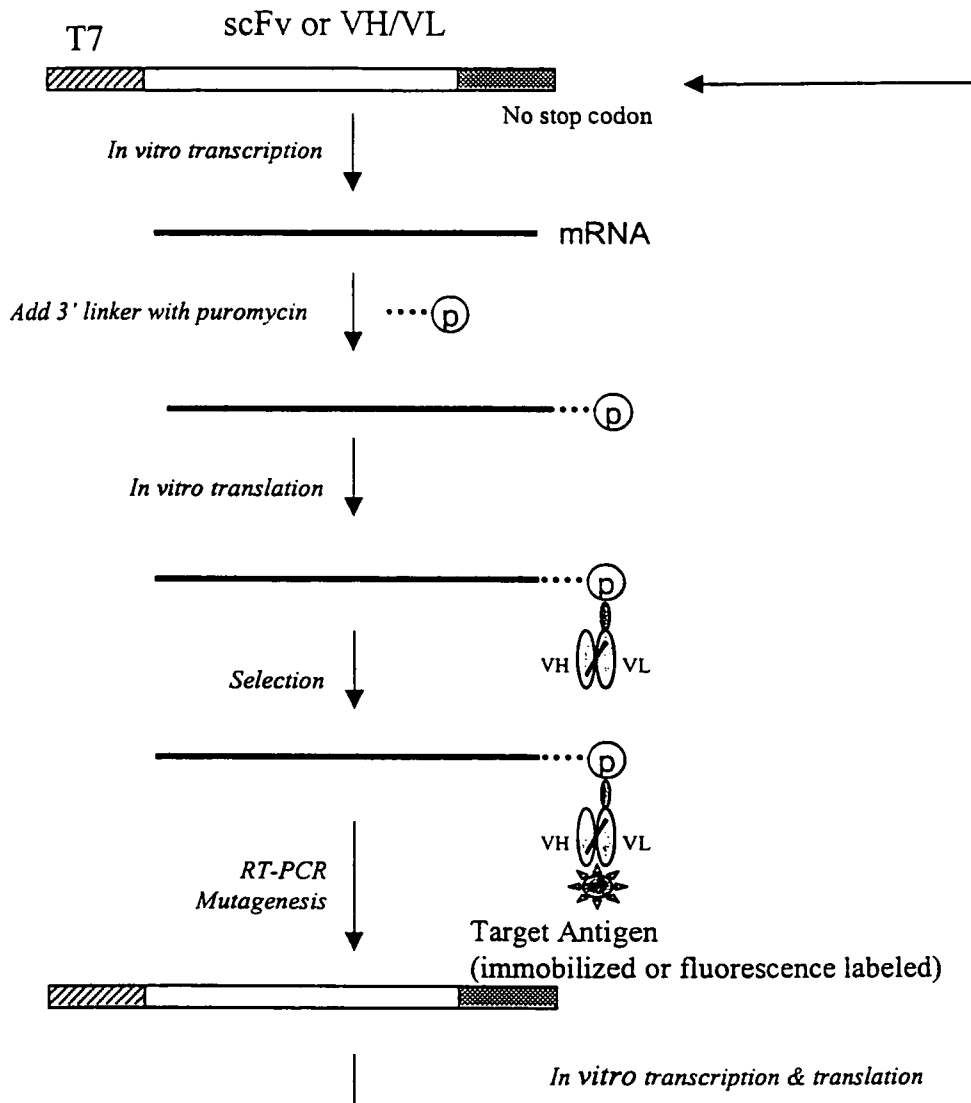 T7
scFv or VH/VL
No stop codon
In vitro transcription
mRNA
Add 3' linker with puromycin
p
p
In vitro translation
p
VH
VL
Selection
p
VH
VL
RT-PCR
Mutagenesis
Target Antigen
(immobilized or fluorescence labeled)
In vitro transcription & translation